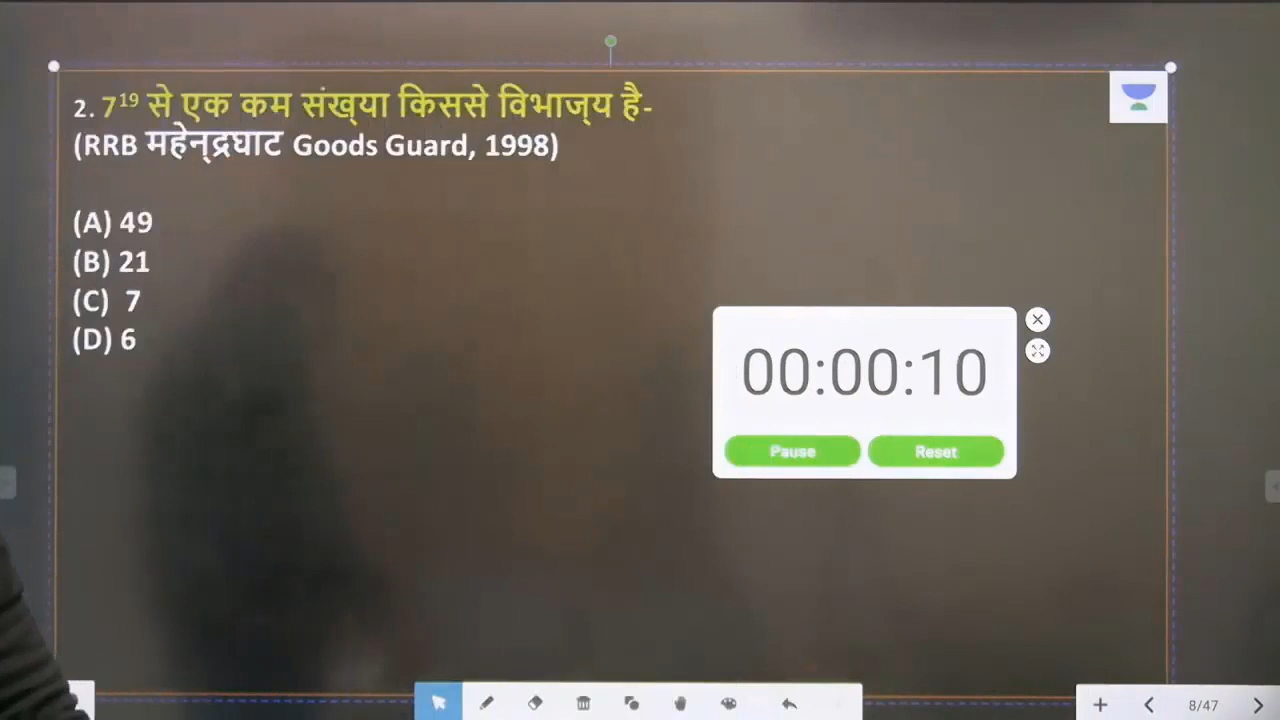 2. 7¹⁹ से एक कम संख्या किससे विभाज्य है-
(RRB महेन्द्रघाट Goods Guard, 1998)
(A) 49
(B) 21
(C) 7
(D) 6
00:00:10
Pause Reset
8/47